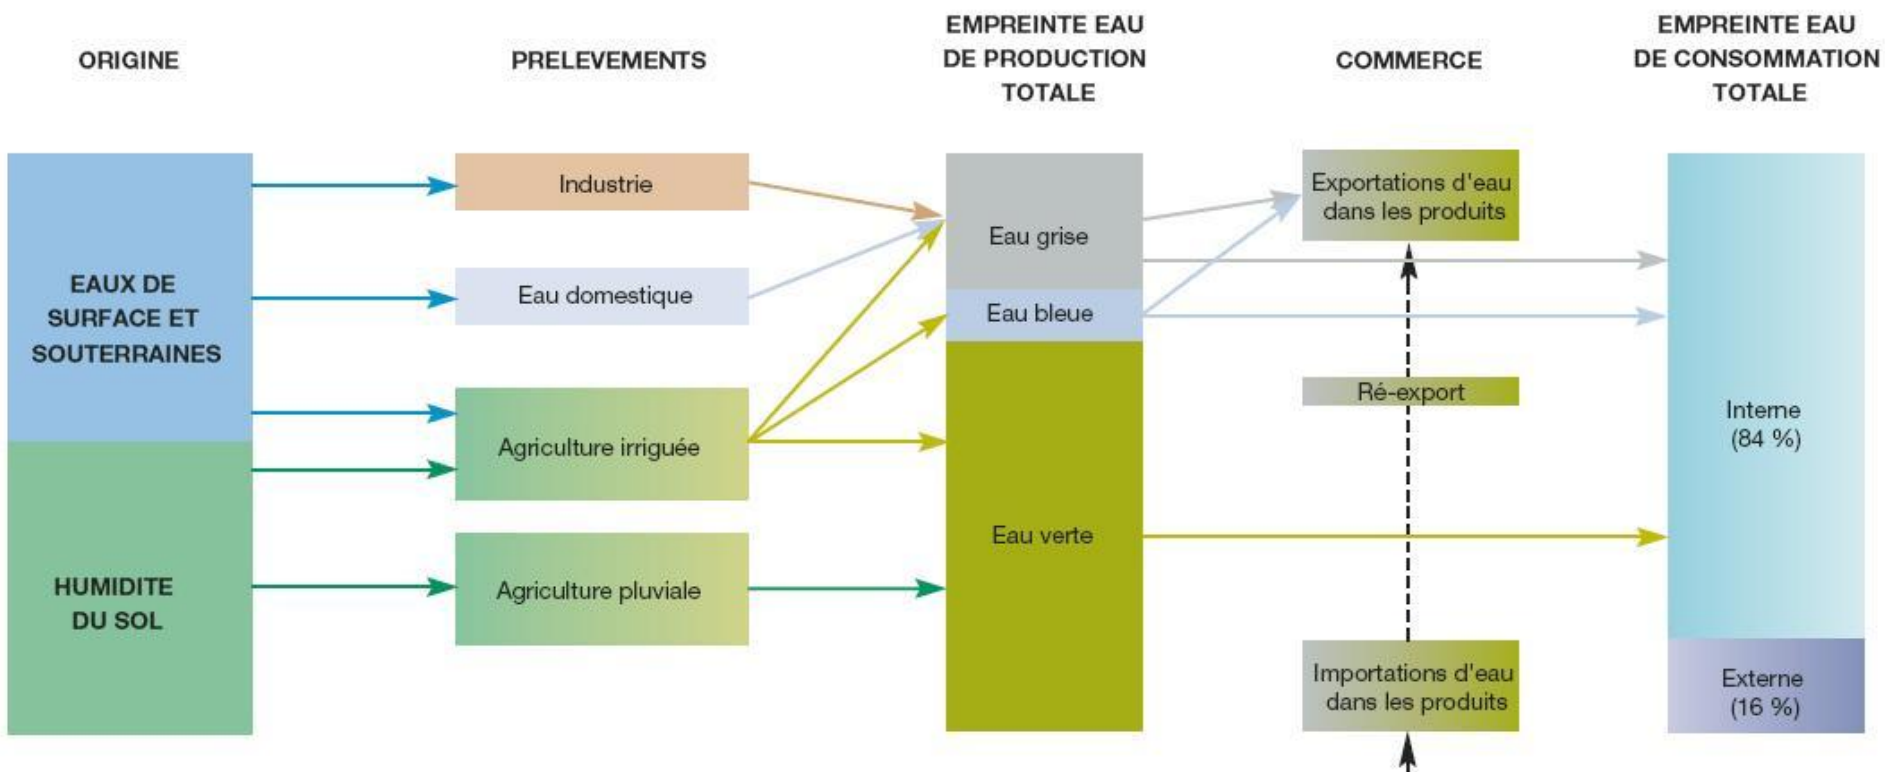 ORIGINE
PRELEVEMENTS
EMPREINTE EAU
DE PRODUCTION
TOTALE
COMMERCE
EMPREINTE EAU
DE CONSOMMATION
TOTALE
EAUX DE
SURFACE ET
SOUTERRAINES
HUMIDITE
DU SOL
Industrie
Eau domestique
Agriculture irriguée
Agriculture pluviale
Eau grise
Eau bleue
Eau verte
Exportations d'eau
dans les produits
Ré-export
Importations d'eau
dans les produits
Interne
(84 %)
Externe
(16 %)